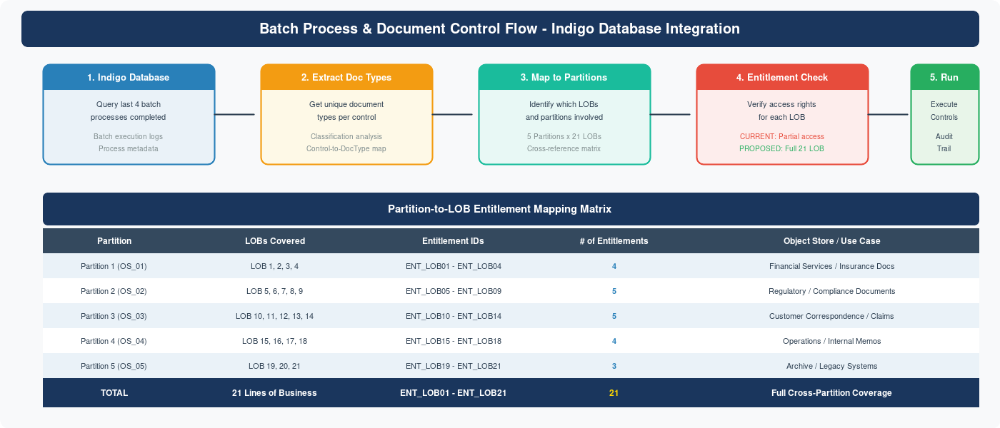 Batch Process & Document Control Flow - Indigo Database Integration
1. Indigo Database
Query last 4 batch
processes completed
Batch execution logs
Process metadata
2. Extract Doc Types
Get unique document
types per control
Classification analysis
Control-to-DocType map
3. Map to Partitions
Identify which LOBs
and partitions involved
5 Partitions x 21 LOBs
Cross-reference matrix
4. Entitlement Check
Verify access rights
for each LOB
CURRENT: Partial access
PROPOSED: Full 21 LOB
5. Run
Execute
Controls
Audit
Trail
Partition-to-LOB Entitlement Mapping Matrix
Partition LOBs Covered Entitlement IDs # of Entitlements Object Store / Use Case
Partition 1 (OS_01) LOB 1, 2, 3, 4 ENT_LOB01 - ENT_LOB04 4 Financial Services / Insurance Docs
Partition 2 (OS_02) LOB 5, 6, 7, 8, 9 ENT_LOB05 - ENT_LOB09 5 Regulatory / Compliance Documents
Partition 3 (OS_03) LOB 10, 11, 12, 13, 14 ENT_LOB10 - ENT_LOB14 5 Customer Correspondence / Claims
Partition 4 (OS_04) LOB 15, 16, 17, 18 ENT_LOB15 - ENT_LOB18 4 Operations / Internal Memos
Partition 5 (OS_05) LOB 19, 20, 21 ENT_LOB19 - ENT_LOB21 3 Archive / Legacy Systems
TOTAL 21 Lines of Business ENT_LOB01 - ENT_LOB21 21 Full Cross-Partition Coverage